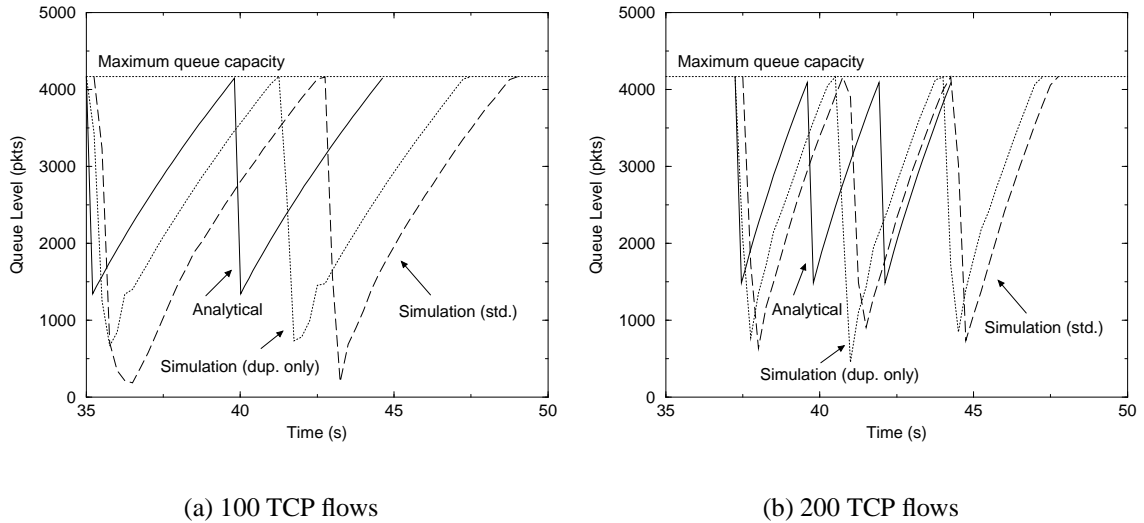 5000
4000
3000
2000
1000
0
Queue Level (pkts)
Maximum queue capacity
Analytical
Simulation (std.)
Simulation (dup. only)
35
40
45
50
Time (s)
(a) 100 TCP flows
5000
4000
3000
2000
1000
0
Queue Level (pkts)
Maximum queue capacity
Analytical
Simulation (std.)
Simulation (dup. only)
35
40
45
50
Time (s)
(b) 200 TCP flows